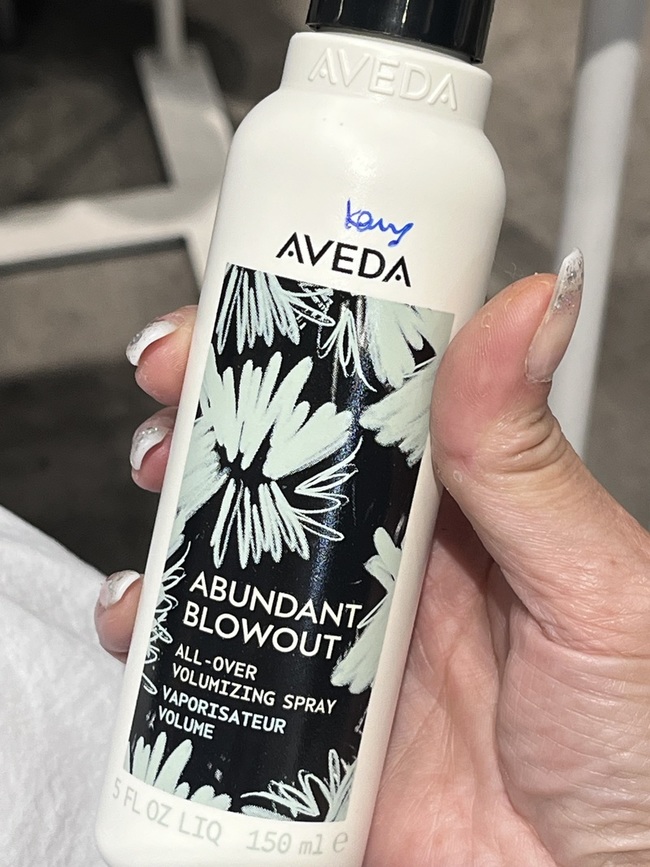 AVEDA
AVEDA
ABUNDANT
BLOWOUT
ALL-OVER
VOLUMIZING SPRAY
VAPORISATEUR
VOLUME
5 FL OZ LIQ 150 ml e